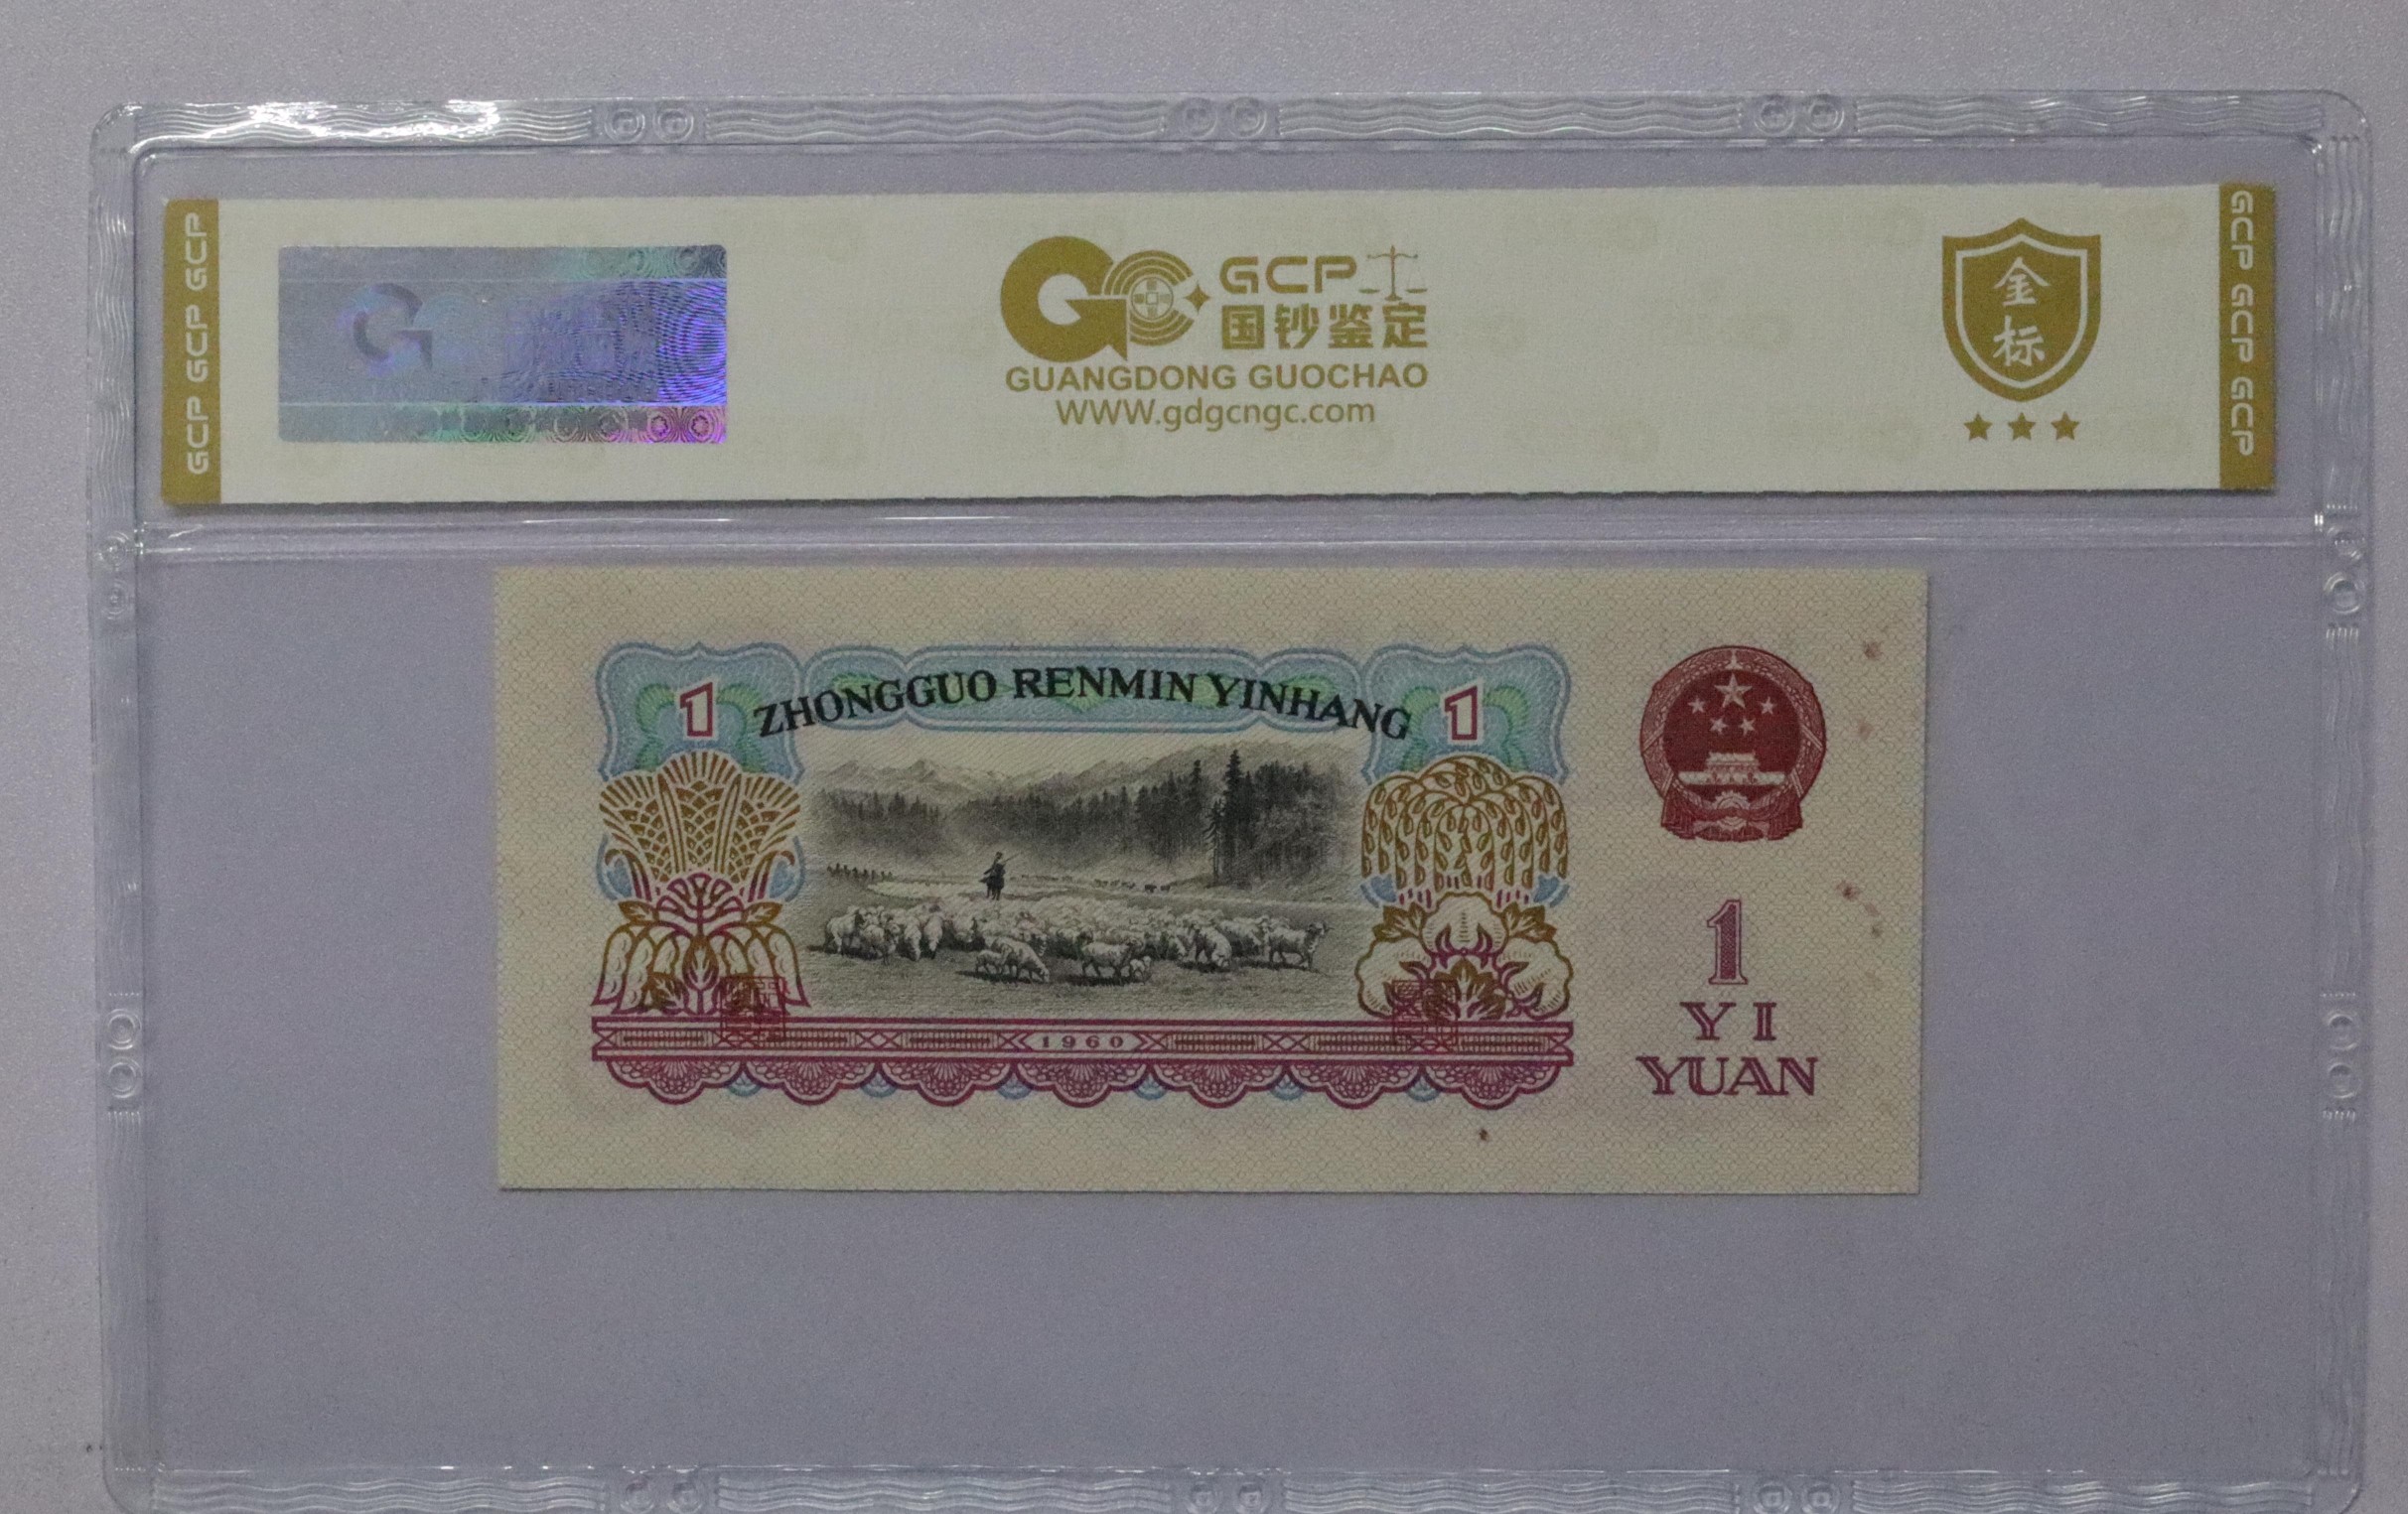 GCP GCP GCP
GCP
国钞鉴定
GUANGDONG GUOCHAO
WWW.gdgcngc.com
金
标
GCP GCP GCP
1 ZHONGGUO RENMIN YINHANG 1
1960
1
YI
YUAN